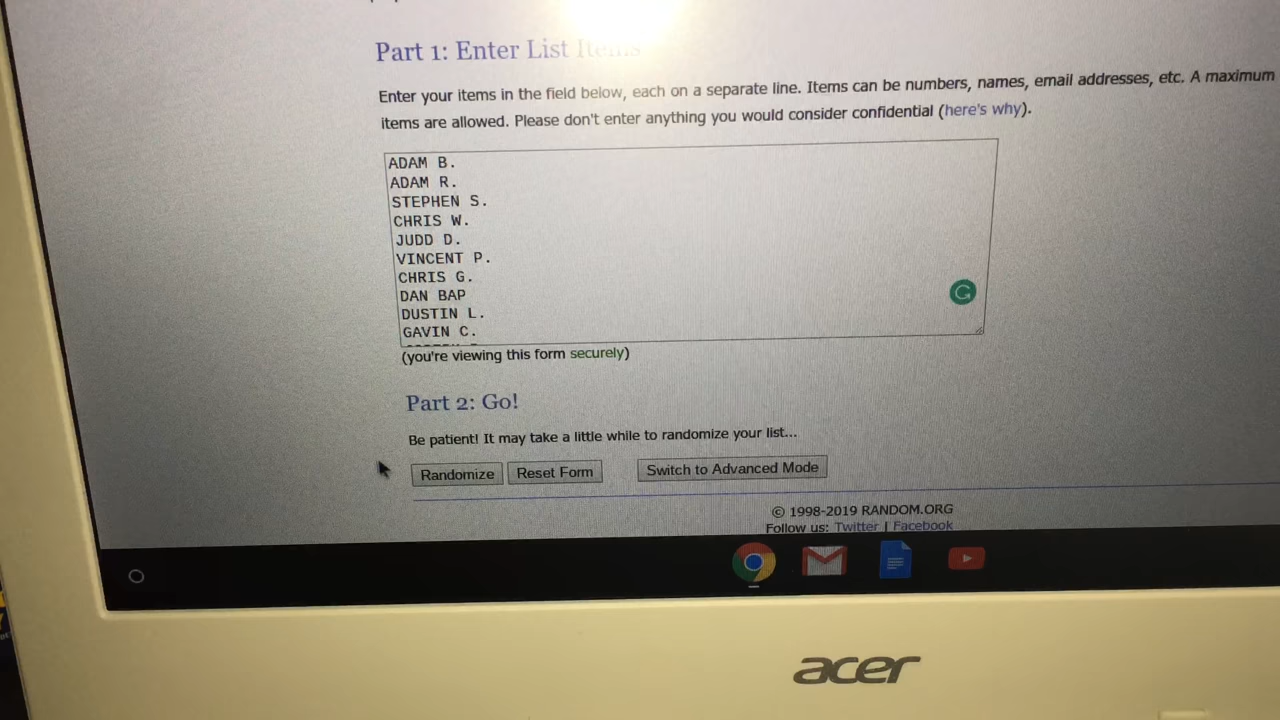 Part 1: Enter List Items
Enter your items in the field below, each on a separate line. Items can be numbers, names, email addresses, etc. A maximum
items are allowed. Please don't enter anything you would consider confidential (here's why).
ADAM B.
ADAM R.
STEPHEN S.
CHRIS W.
JUDD D.
VINCENT P.
CHRIS G.
DAN BAP
DUSTIN L.
GAVIN C.
(you're viewing this form securely)
Part 2: Go!
Be patient! It may take a little while to randomize your list...
Randomize Reset Form Switch to Advanced Mode
© 1998-2019 RANDOM.ORG
Follow us: Twitter | Facebook
acer